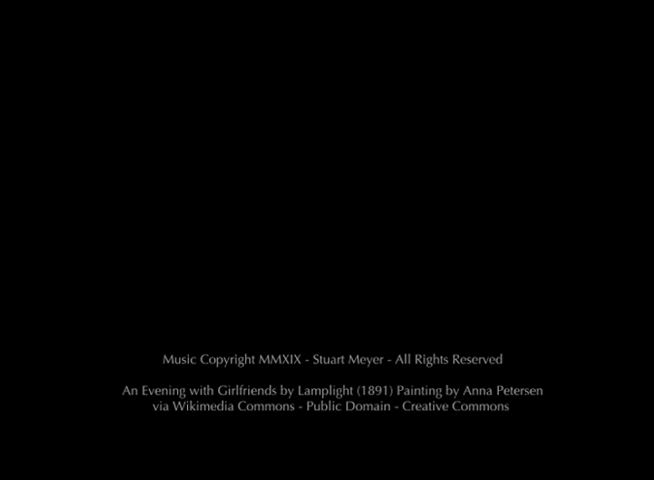 Music Copyright MMXIX - Stuart Meyer - All Rights Reserved
An Evening with Girlfriends by Lamplight (1891) Painting by Anna Petersen
via Wikimedia Commons - Public Domain - Creative Commons